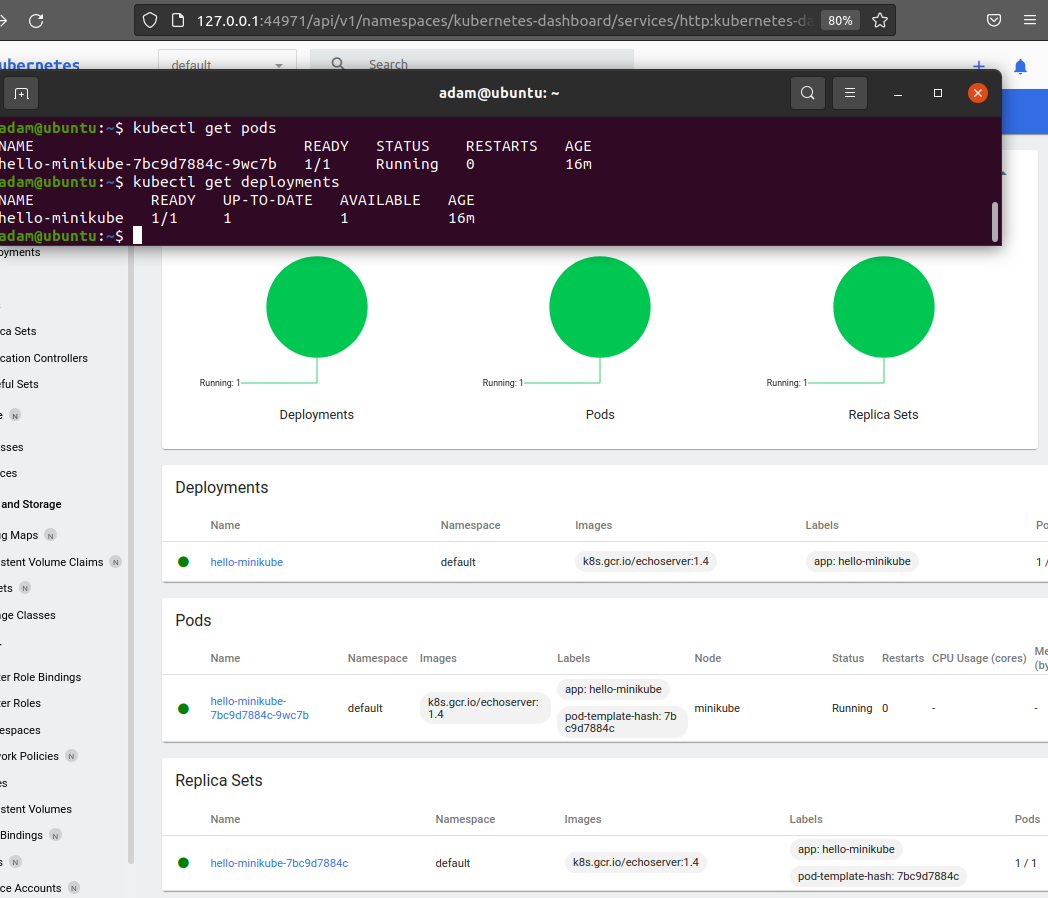 127.0.0.1:44971/api/v1/namespaces/kubernetes-dashboard/services/http:kubernetes-da
80%
ubernetes
default
Search
adam@ubuntu: ~
adam@ubuntu:~$ kubectl get pods
NAME READY STATUS RESTARTS AGE
hello-minikube-7bc9d7884c-9wc7b 1/1 Running 0 16m
adam@ubuntu:~$ kubectl get deployments
NAME READY UP-TO-DATE AVAILABLE AGE
hello-minikube 1/1 1 1 16m
adam@ubuntu:~$
oyments
ca Sets
cation Controllers
eful Sets
e N
sses
ces
and Storage
g Maps N
stent Volume Claims N
ets N
ge Classes
r
ter Role Bindings
ter Roles
espaces
ork Policies N
es
stent Volumes
Bindings N
s N
ce Accounts N
Running: 1
Deployments
Running: 1
Pods
Running: 1
Replica Sets
Deployments
Name Namespace Images Labels Po
hello-minikube default k8s.gcr.io/echoserver:1.4 app: hello-minikube 1 /
Pods
Name Namespace Images Labels Node Status Restarts CPU Usage (cores) Me
(by
hello-minikube-
7bc9d7884c-9wc7b
default
k8s.gcr.io/echoserver:
1.4
app: hello-minikube
pod-template-hash: 7b
c9d7884c
minikube
Running 0 - -
Replica Sets
Name Namespace Images Labels Pods
hello-minikube-7bc9d7884c default k8s.gcr.io/echoserver:1.4
app: hello-minikube
pod-template-hash: 7bc9d7884c
1 / 1